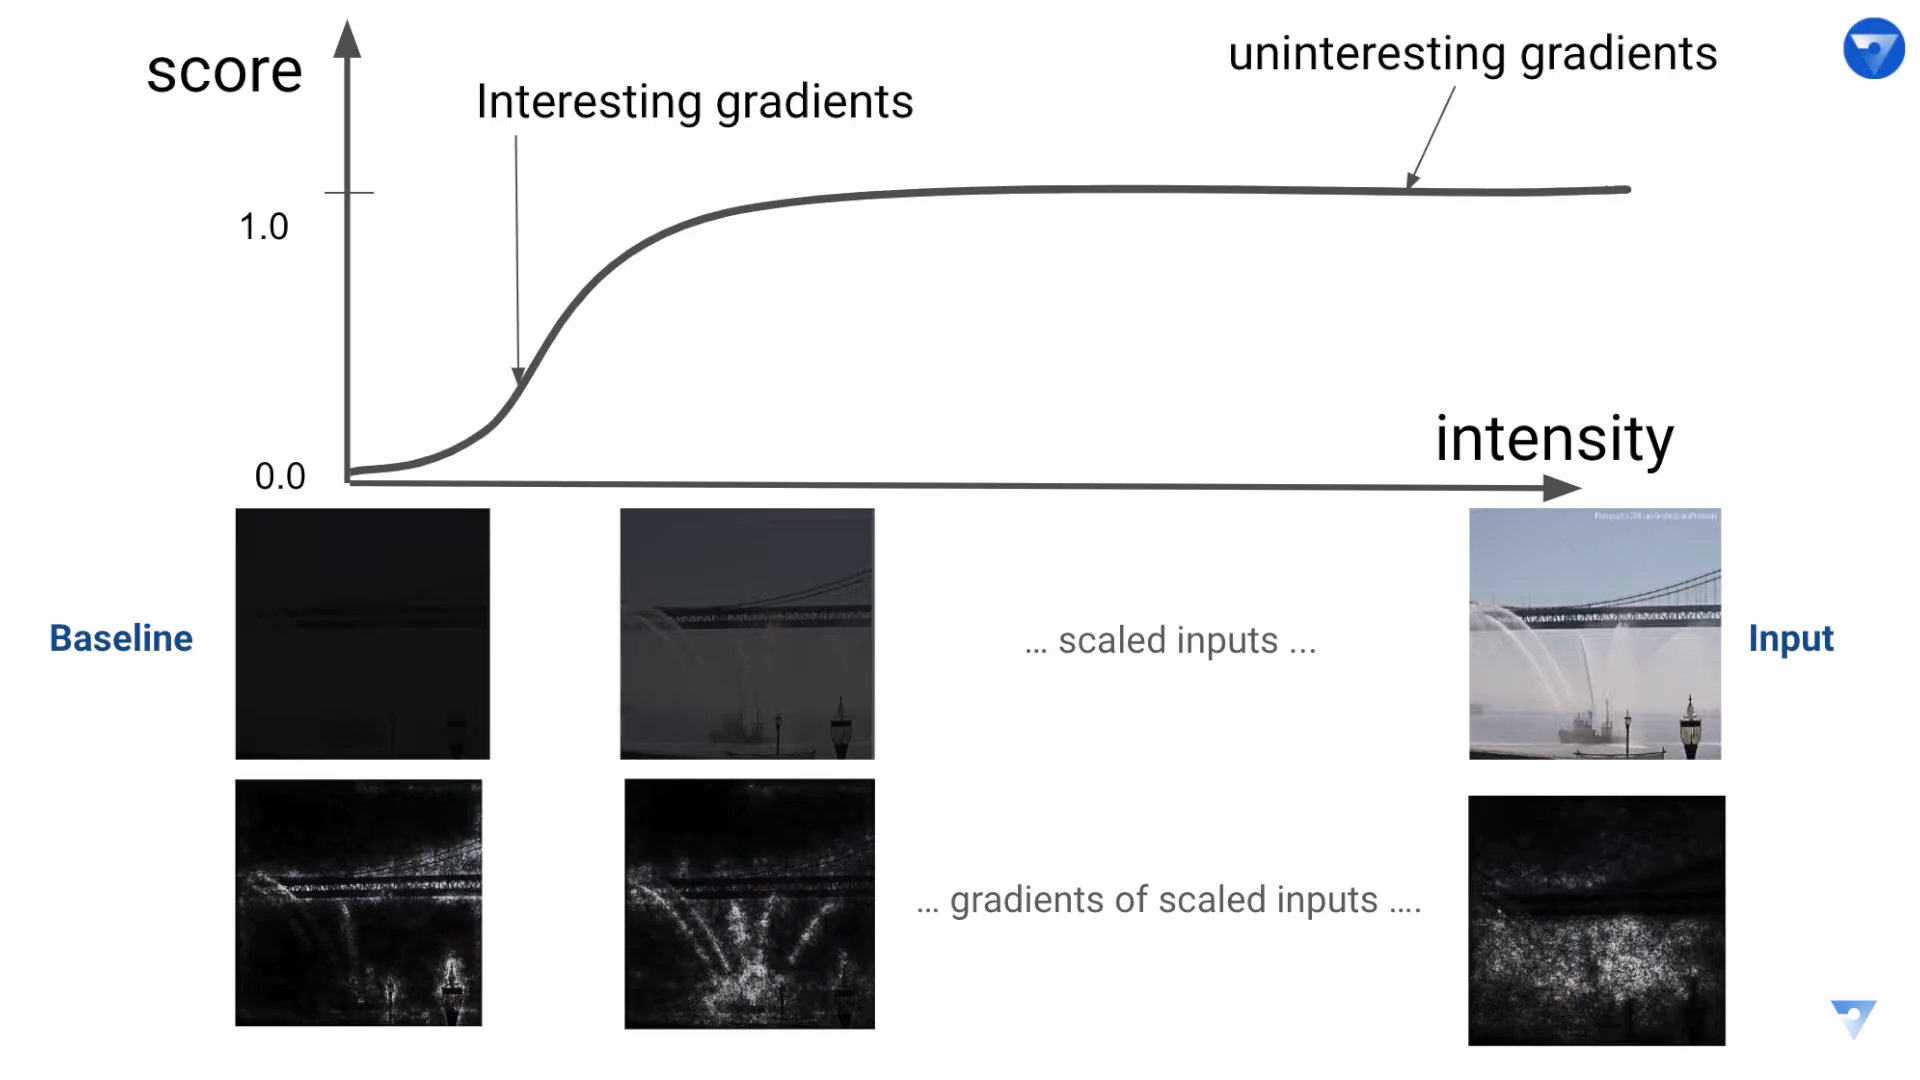 score
Interesting gradients
uninteresting gradients
1.0
0.0
intensity
Baseline
... scaled inputs ...
Input
... gradients of scaled inputs ....